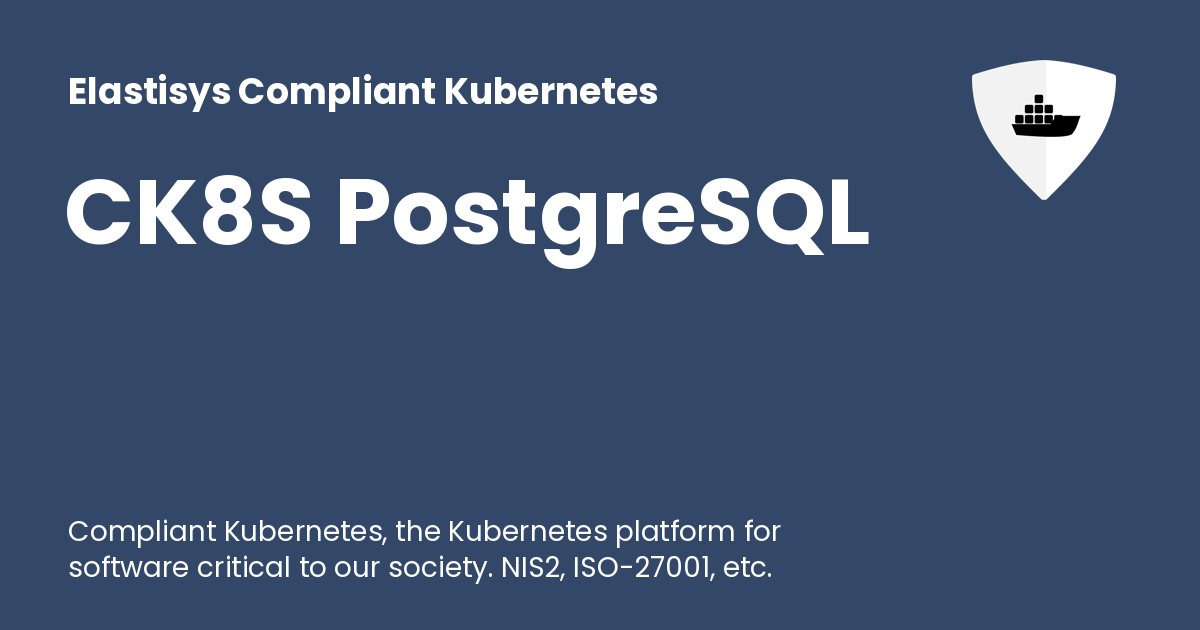 Elastisys Compliant Kubernetes
CK8S PostgreSQL
Compliant Kubernetes, the Kubernetes platform for
software critical to our society. NIS2, ISO-27001, etc.